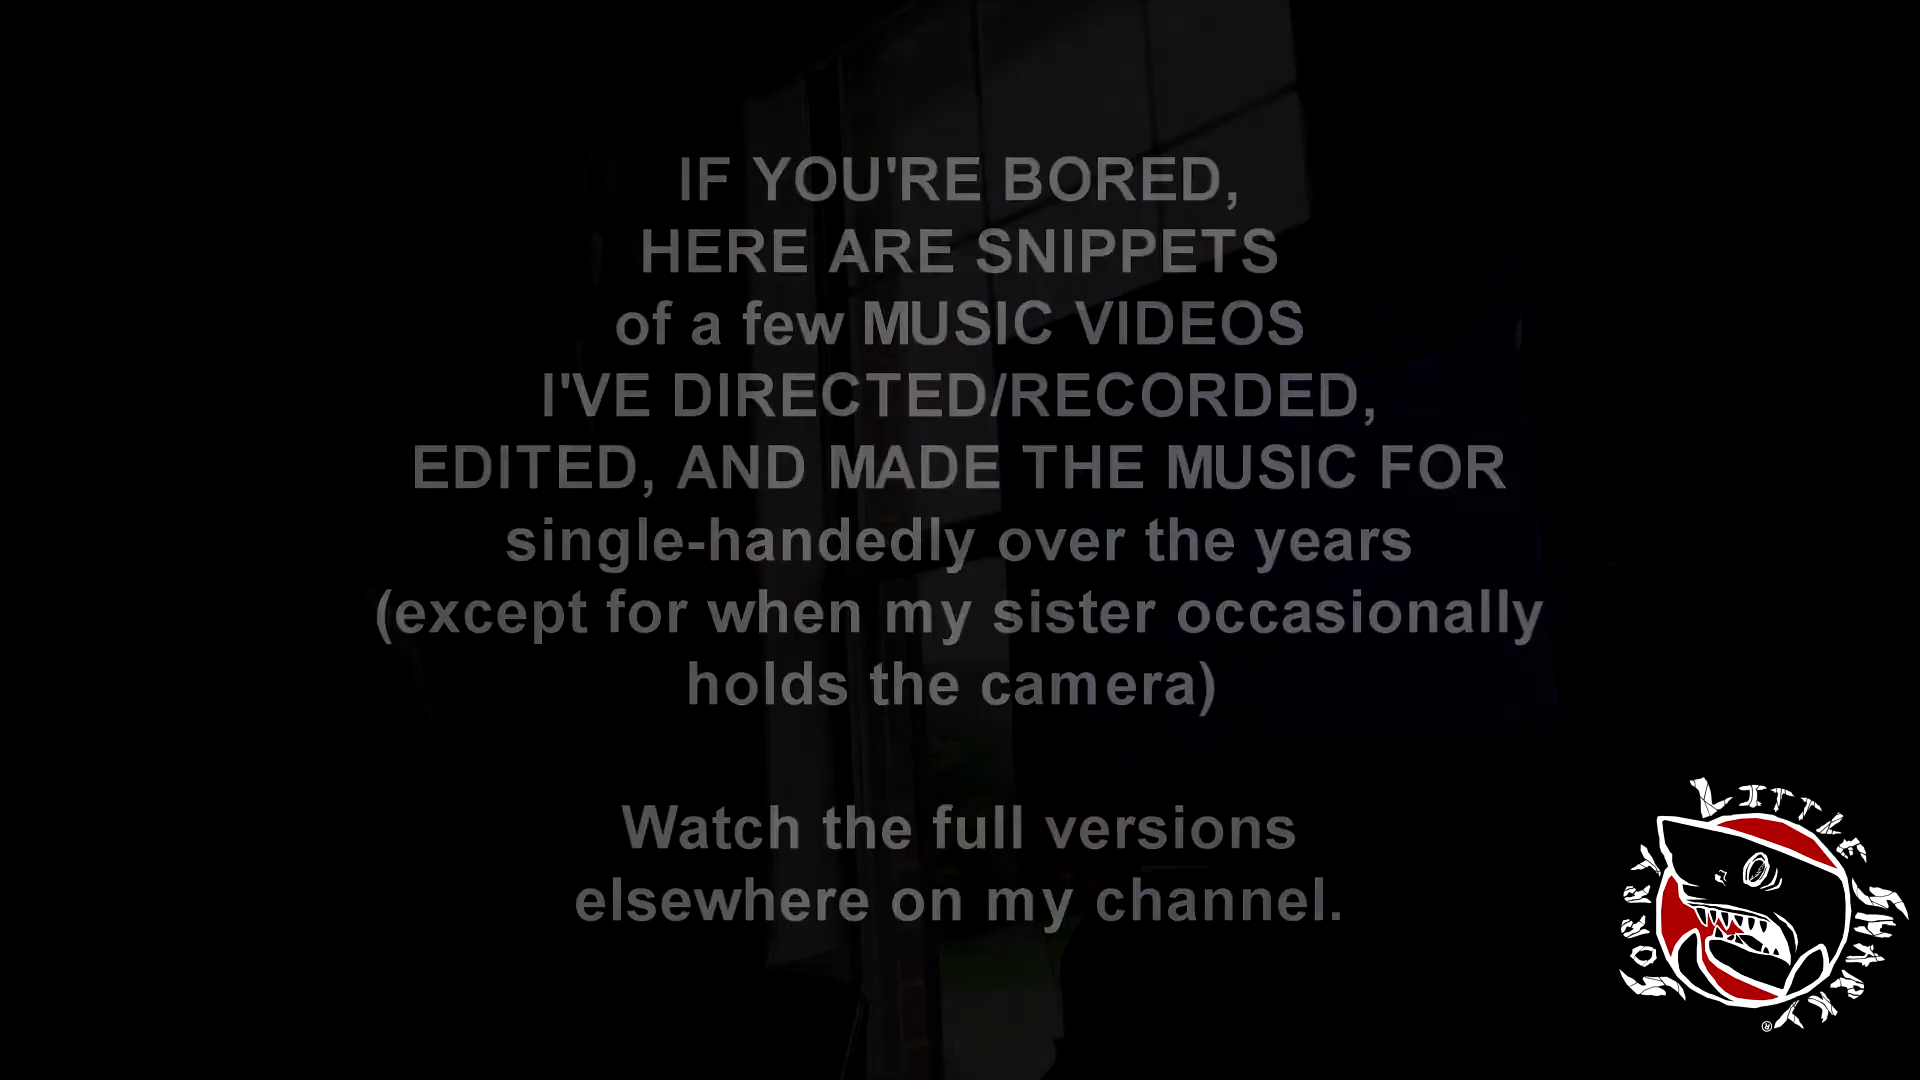 IF YOU'RE BORED,
HERE ARE SNIPPETS
of a few MUSIC VIDEOS
I'VE DIRECTED/RECORDED,
EDITED, AND MADE THE MUSIC FOR
single-handedly over the years
(except for when my sister occasionally
holds the camera)
Watch the full versions
elsewhere on my channel.
SORRY LITTLE SHARKY
®